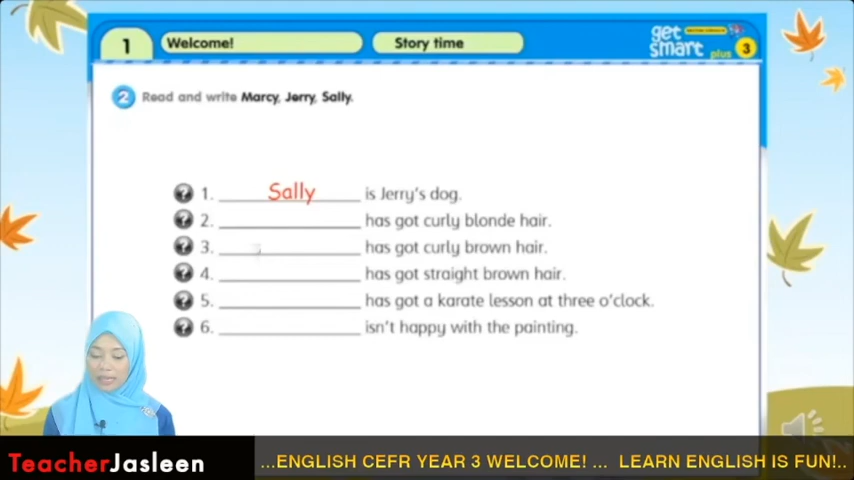 1 Welcome! Story time get smart plus 3
2 Read and write Marcy, Jerry, Sally.
1. Sally is Jerry's dog.
2. has got curly blonde hair.
3. has got curly brown hair.
4. has got straight brown hair.
5. has got a karate lesson at three o'clock.
6. isn't happy with the painting.
TeacherJasleen ...ENGLISH CEFR YEAR 3 WELCOME! ... LEARN ENGLISH IS FUN!..